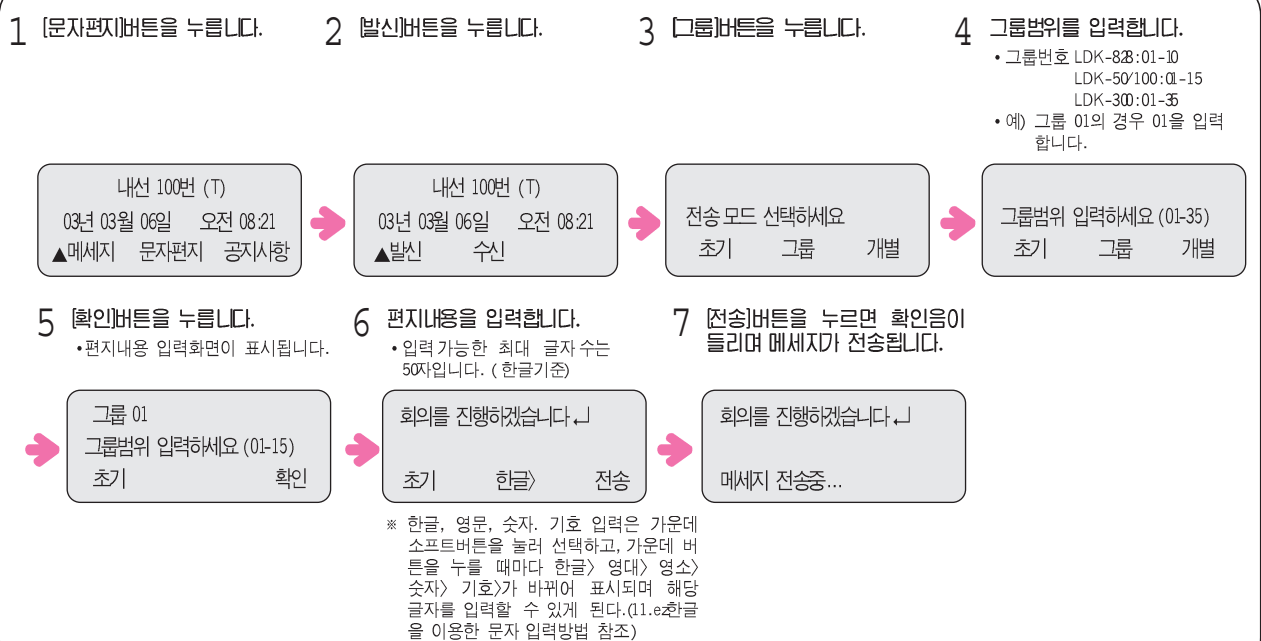 1 [문자편지]버튼을 누릅니다.
내선 100번 (T)
03년 03월 06일 오전 08:21
▲메세지 문자편지 공지사항
2 [발신]버튼을 누릅니다.
내선 100번 (T)
03년 03월 06일 오전 08:21
▲발신 수신
3 [그룹]버튼을 누릅니다.
전송 모드 선택하세요
초기 그룹 개별
4 그룹범위를 입력합니다.
• 그룹번호 LDK-828:01-10
LDK-50/100:01-15
LDK-300:01-35
• 예) 그룹 01의 경우 01을 입력
합니다.
그룹범위 입력하세요 (01-35)
초기 그룹 개별
5 [확인]버튼을 누릅니다.
•편지내용 입력화면이 표시됩니다.
그룹 01
그룹범위 입력하세요 (01-15)
초기 확인
6 편지내용을 입력합니다.
• 입력 가능한 최대 글자 수는
50자입니다. ( 한글기준)
회의를 진행하겠습니다↵
초기 한글〉 전송
※ 한글, 영문, 숫자. 기호 입력은 가운데
소프트버튼을 눌러 선택하고, 가운데 버
튼을 누를 때마다 한글〉 영대〉 영소〉
숫자〉 기호〉가 바뀌어 표시되며 해당
글자를 입력할 수 있게 된다.(11.ez한글
을 이용한 문자 입력방법 참조)
7 [전송]버튼을 누르면 확인음이
들리며 메세지가 전송됩니다.
회의를 진행하겠습니다↵
메세지 전송중...